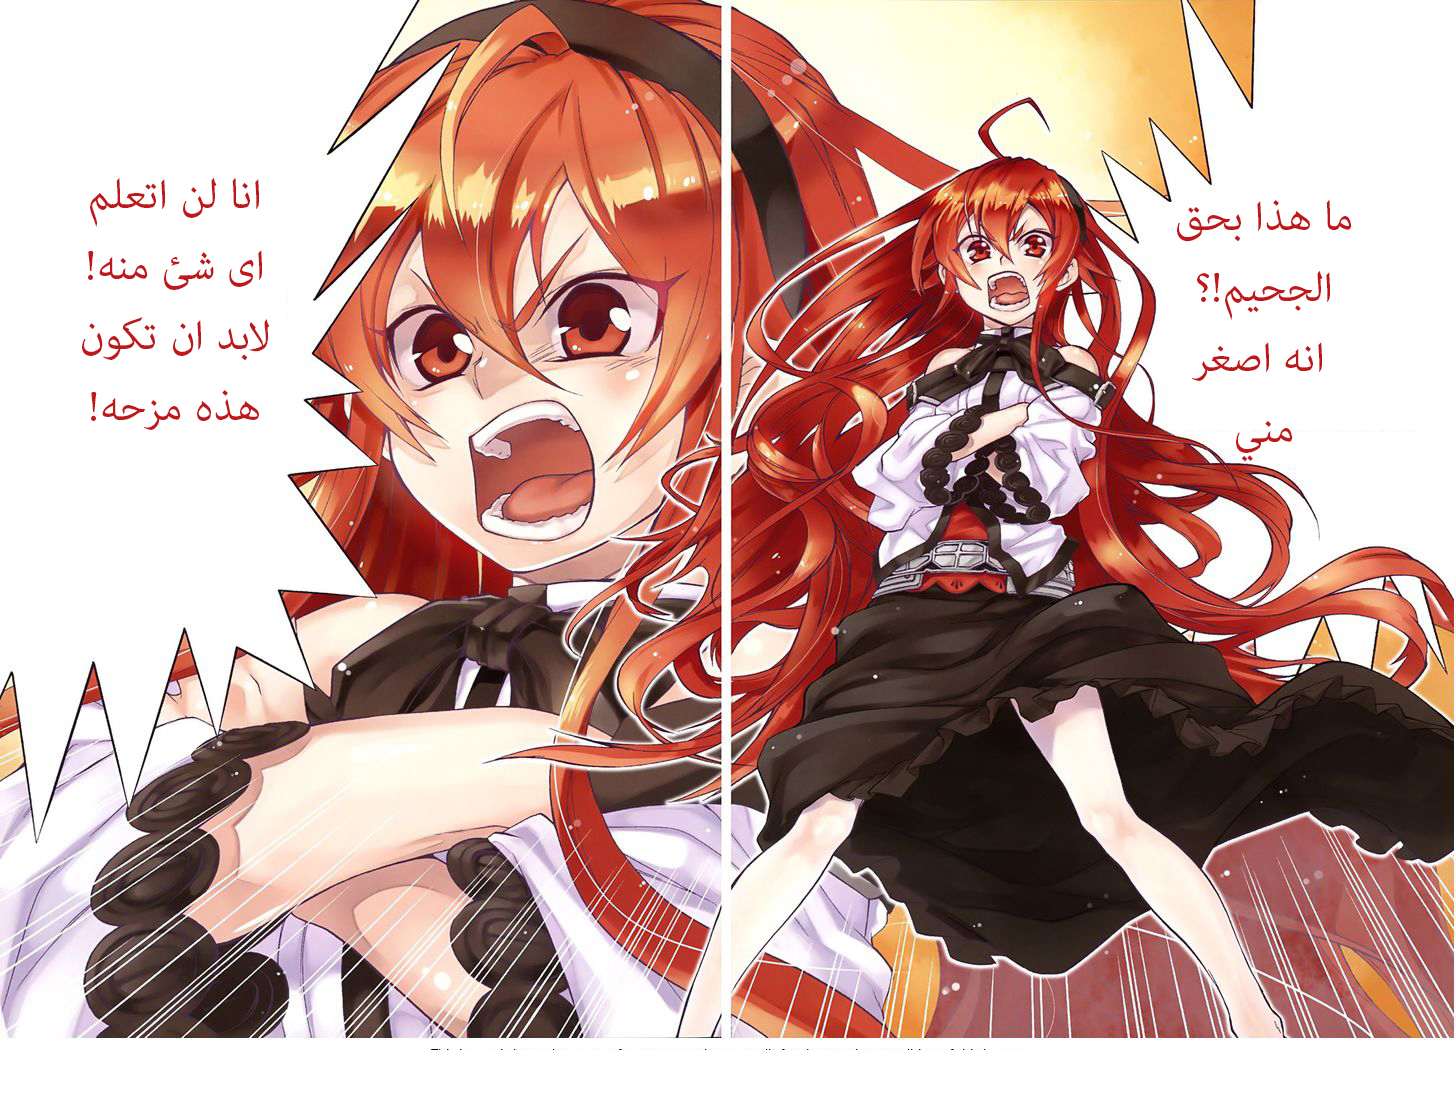 ما هذا بحق
الجحيم!؟
انه اصغر
مني
انا لن اتعلم
اى شئ منه!
لابد ان تكون
هذه مزحه!